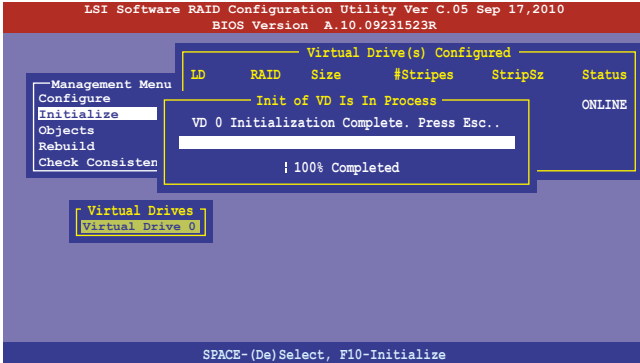 LSI Software RAID Configuration Utility Ver C.05 Sep 17,2010
BIOS Version A.10.09231523R
Virtual Drive(s) Configured
LD RAID Size #Stripes StripSz Status
ONLINE
Management Menu
Configure
Initialize
Objects
Rebuild
Check Consisten
Init of VD Is In Process
VD 0 Initialization Complete. Press Esc..
100% Completed
Virtual Drives
Virtual Drive 0
SPACE-(De)Select, F10-Initialize